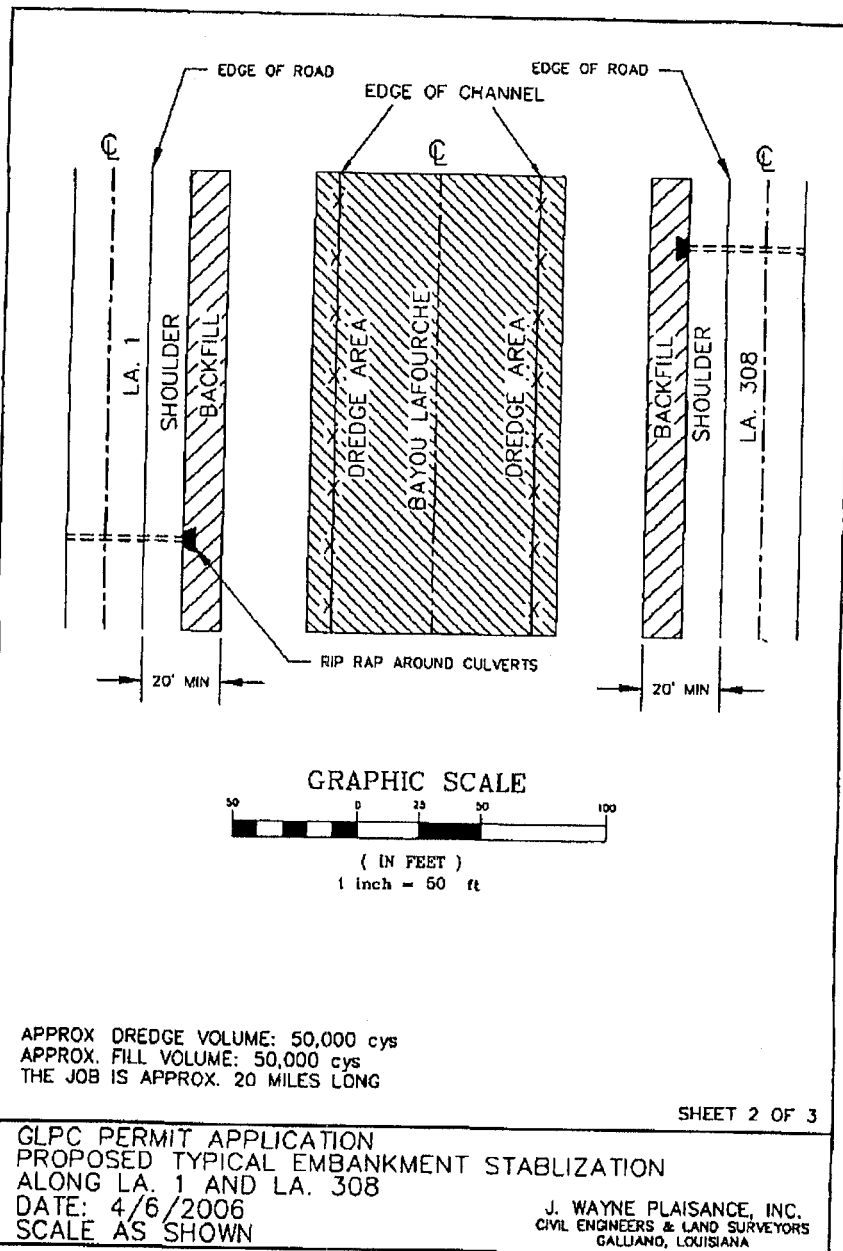 EDGE OF ROAD
EDGE OF ROAD
EDGE OF CHANNEL
℄
℄
℄
LA. 1
SHOULDER
BACKFILL
DREDGE AREA
BAYOU LAFOURCHE
DREDGE AREA
BACKFILL
SHOULDER
LA. 308
RIP RAP AROUND CULVERTS
20' MIN
20' MIN
GRAPHIC SCALE
50 0 25 50 100
( IN FEET )
1 inch = 50 ft
APPROX DREDGE VOLUME: 50,000 cys
APPROX. FILL VOLUME: 50,000 cys
THE JOB IS APPROX. 20 MILES LONG
SHEET 2 OF 3
GLPC PERMIT APPLICATION
PROPOSED TYPICAL EMBANKMENT STABLIZATION
ALONG LA. 1 AND LA. 308
DATE: 4/6/2006
SCALE AS SHOWN
J. WAYNE PLAISANCE, INC.
CIVIL ENGINEERS & LAND SURVEYORS
GALLIANO, LOUISIANA